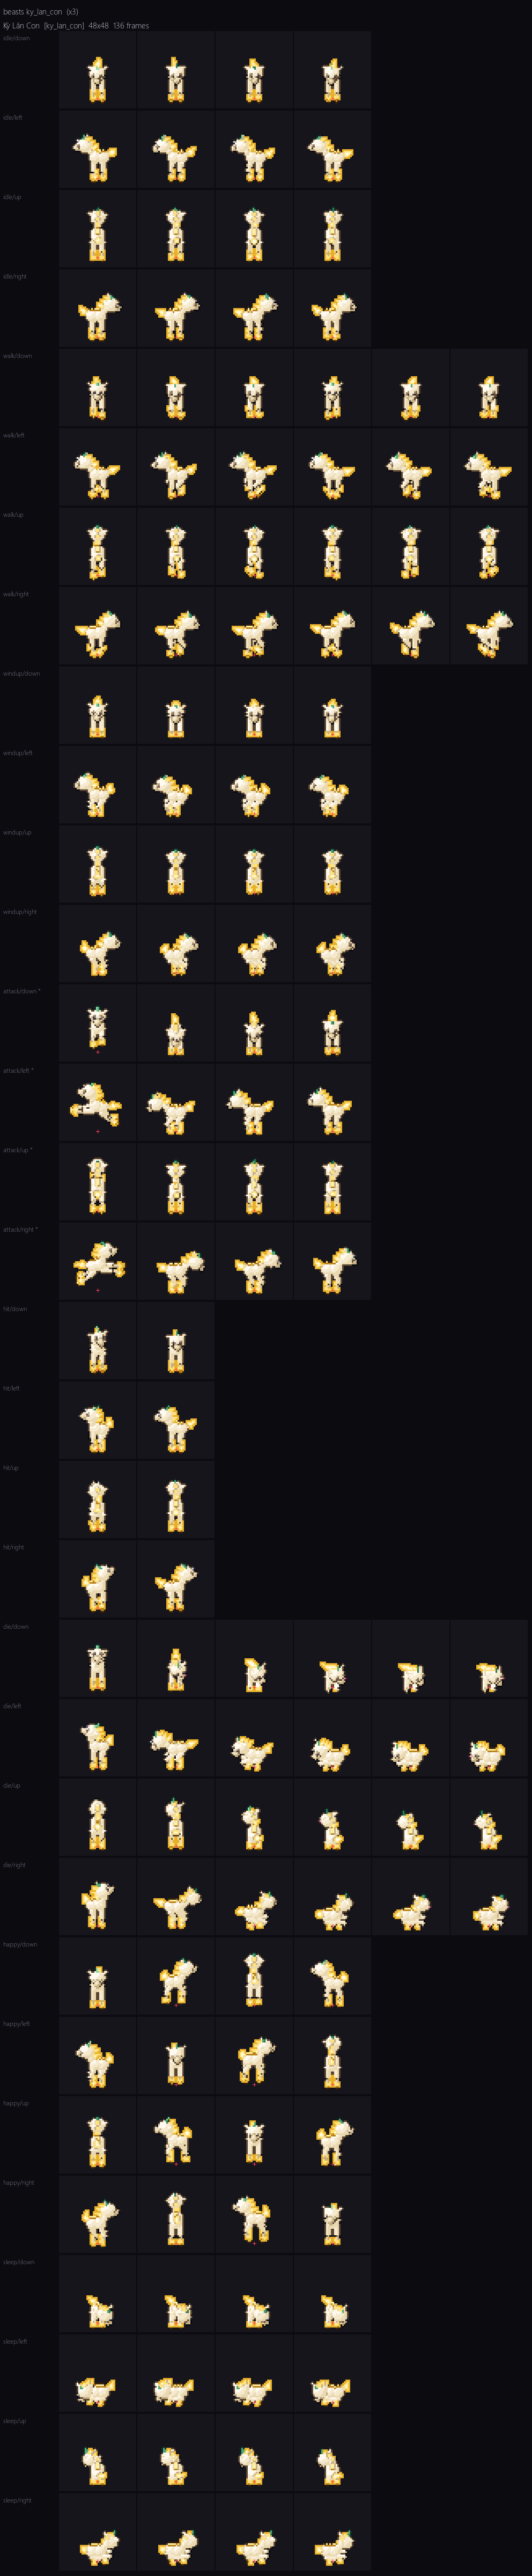 beasts ky_lan_con (x3)
Kỳ Lân Con [ky_lan_con] 48x48 136 frames
idle/down
idle/left
idle/up
idle/right
walk/down
walk/left
walk/up
walk/right
windup/down
windup/left
windup/up
windup/right
attack/down *
attack/left *
attack/up *
attack/right *
hit/down
hit/left
hit/up
hit/right
die/down
die/left
die/up
die/right
happy/down
happy/left
happy/up
happy/right
sleep/down
sleep/left
sleep/up
sleep/right